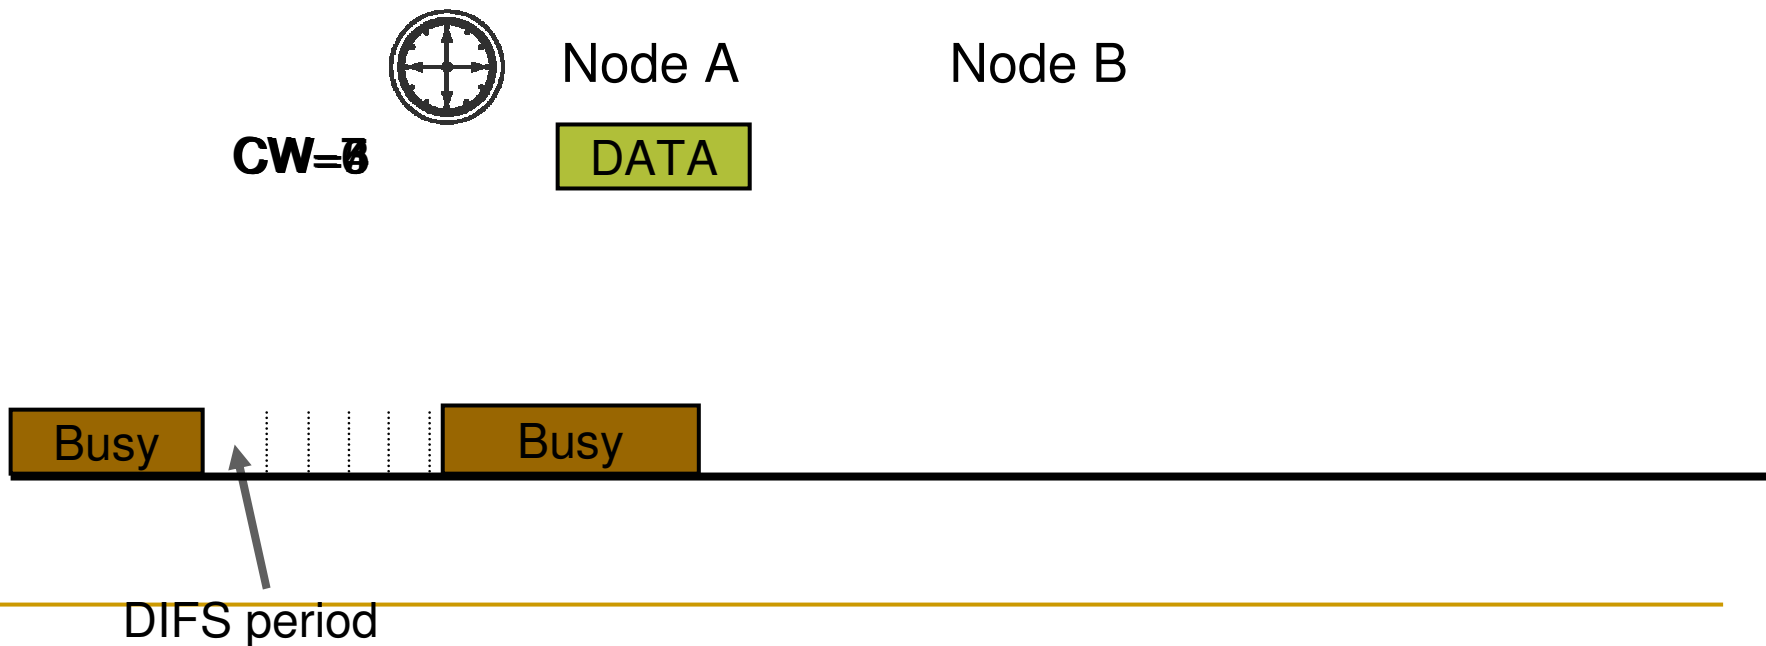 Node A Node B
CW=
DATA
Busy Busy
DIFS period